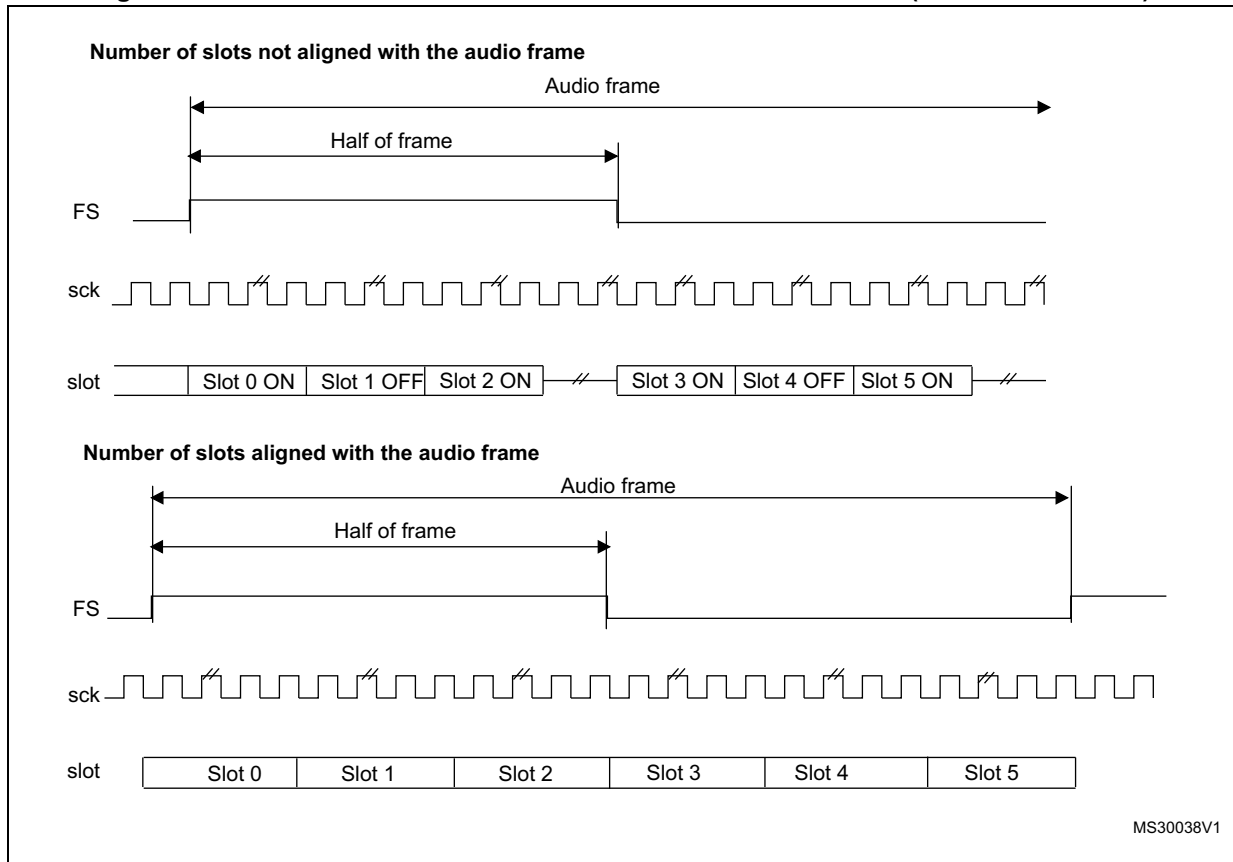 Number of slots not aligned with the audio frame
Audio frame
Half of frame
FS
sck
slot Slot 0 ON Slot 1 OFF Slot 2 ON Slot 3 ON Slot 4 OFF Slot 5 ON
Number of slots aligned with the audio frame
Audio frame
Half of frame
FS
sck
slot Slot 0 Slot 1 Slot 2 Slot 3 Slot 4 Slot 5
MS30038V1